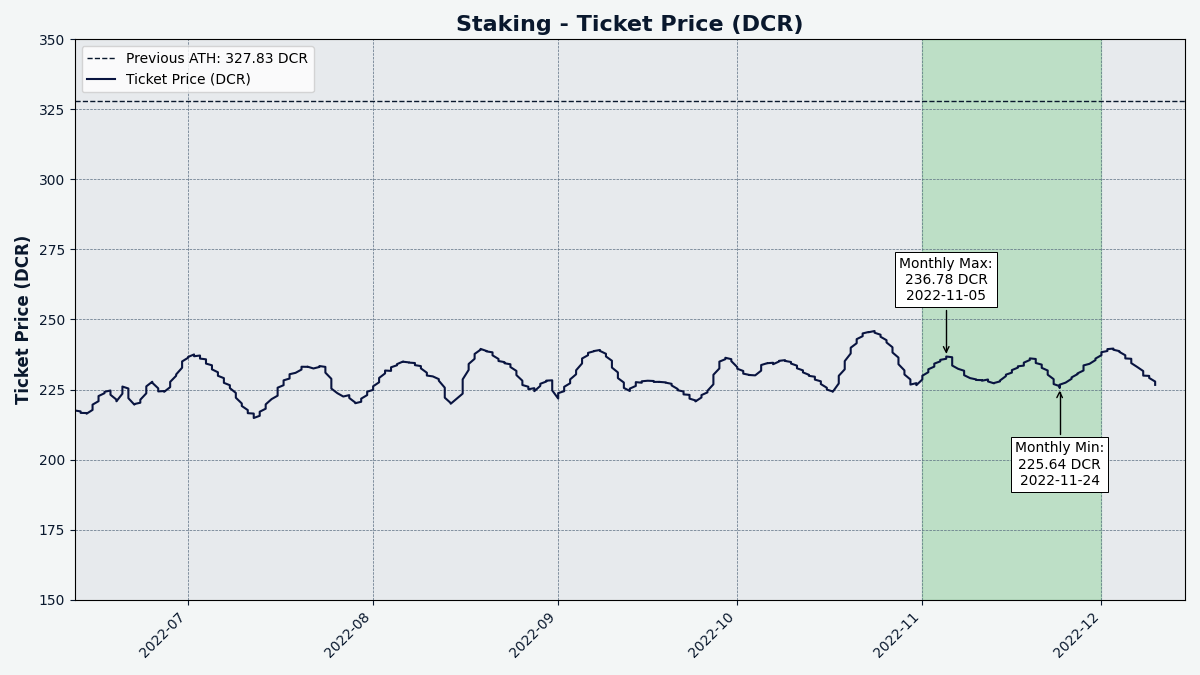 Staking - Ticket Price (DCR)
Previous ATH: 327.83 DCR
Ticket Price (DCR)
Ticket Price (DCR)
350
325
300
275
250
225
200
175
150
Monthly Max:
236.78 DCR
2022-11-05
Monthly Min:
225.64 DCR
2022-11-24
2022-07
2022-08
2022-09
2022-10
2022-11
2022-12